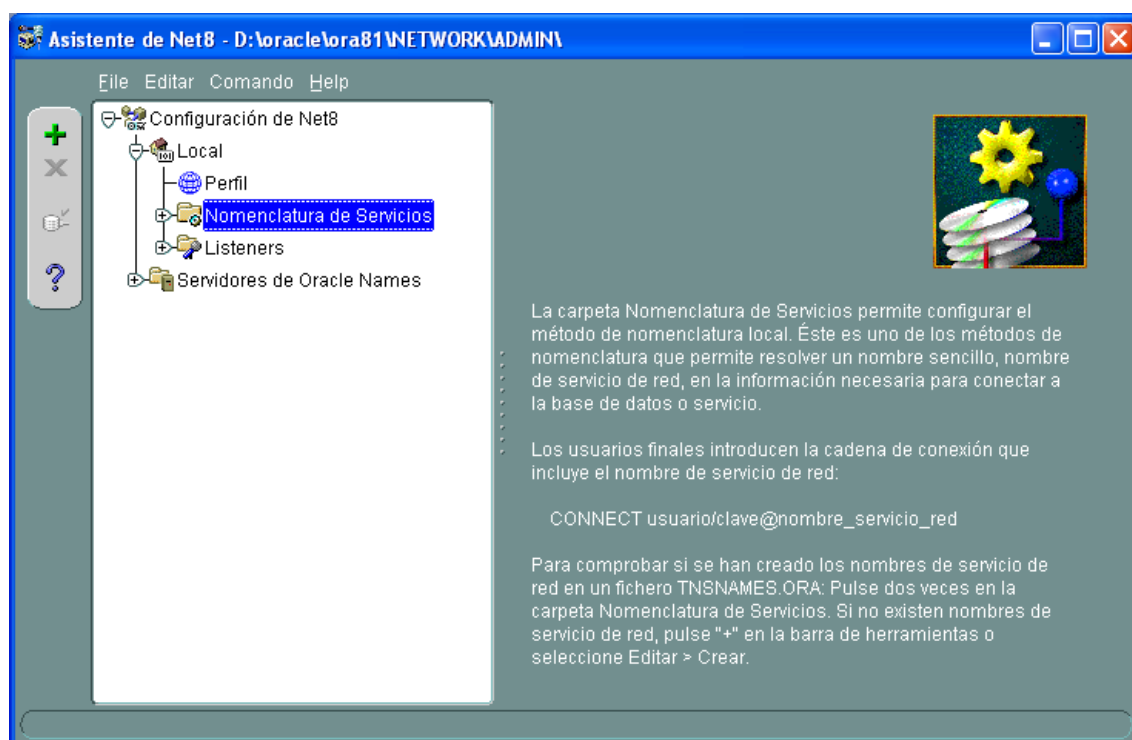 Asistente de Net8 - D:\oracle\ora81\NETWORK\ADMIN\
File Editar Comando Help
Configuración de Net8
Local
Perfil
Nomenclatura de Servicios
Listeners
Servidores de Oracle Names
La carpeta Nomenclatura de Servicios permite configurar el
método de nomenclatura local. Éste es uno de los métodos de
nomenclatura que permite resolver un nombre sencillo, nombre
de servicio de red, en la información necesaria para conectar a
la base de datos o servicio.
Los usuarios finales introducen la cadena de conexión que
incluye el nombre de servicio de red:
CONNECT usuario/clave@nombre_servicio_red
Para comprobar si se han creado los nombres de servicio de
red en un fichero TNSNAMES.ORA: Pulse dos veces en la
carpeta Nomenclatura de Servicios. Si no existen nombres de
servicio de red, pulse "+" en la barra de herramientas o
seleccione Editar > Crear.